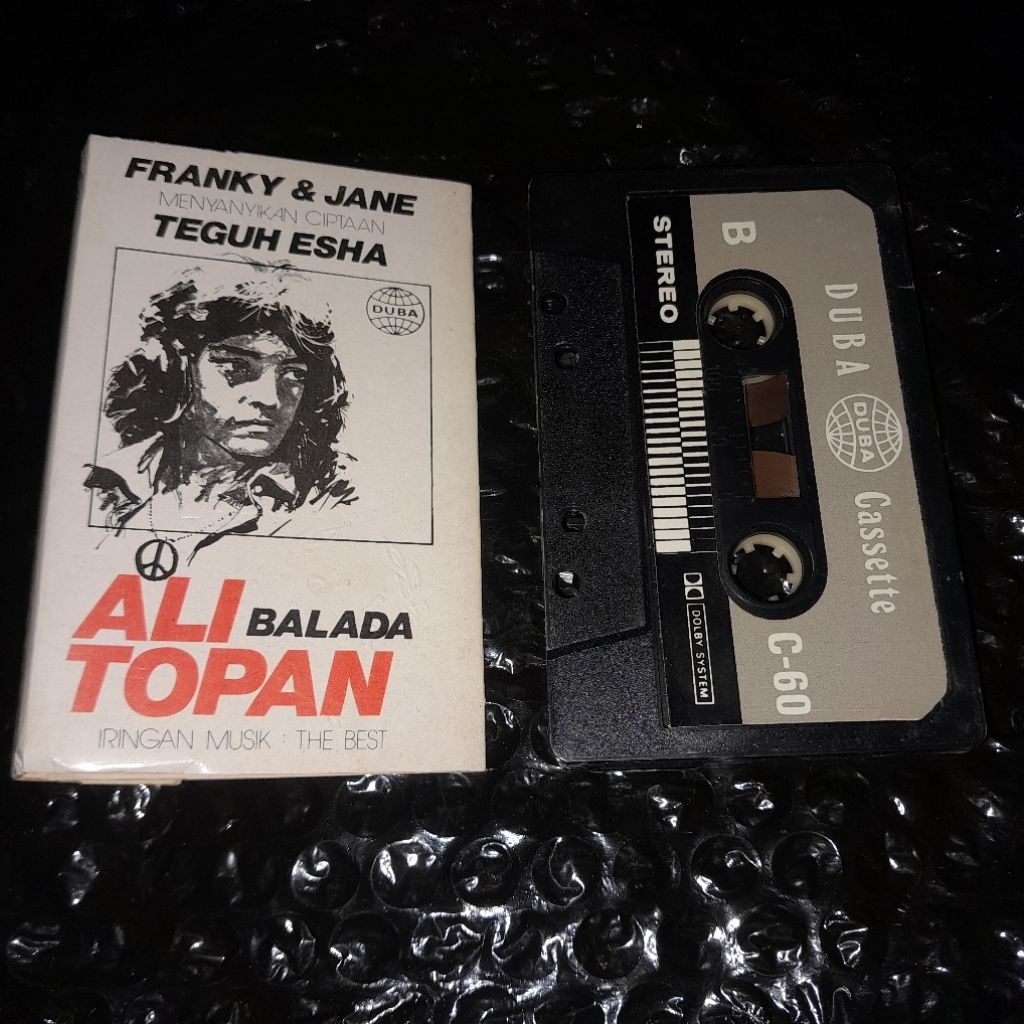 FRANKY & JANE
MENYANYIKAN CIPTAAN
TEGUH ESHA
DUBA
ALI BALADA
TOPAN
IRINGAN MUSIK : THE BEST
B
STEREO
DUBA DUBA Cassette
100
DOLBY SYSTEM
C-60